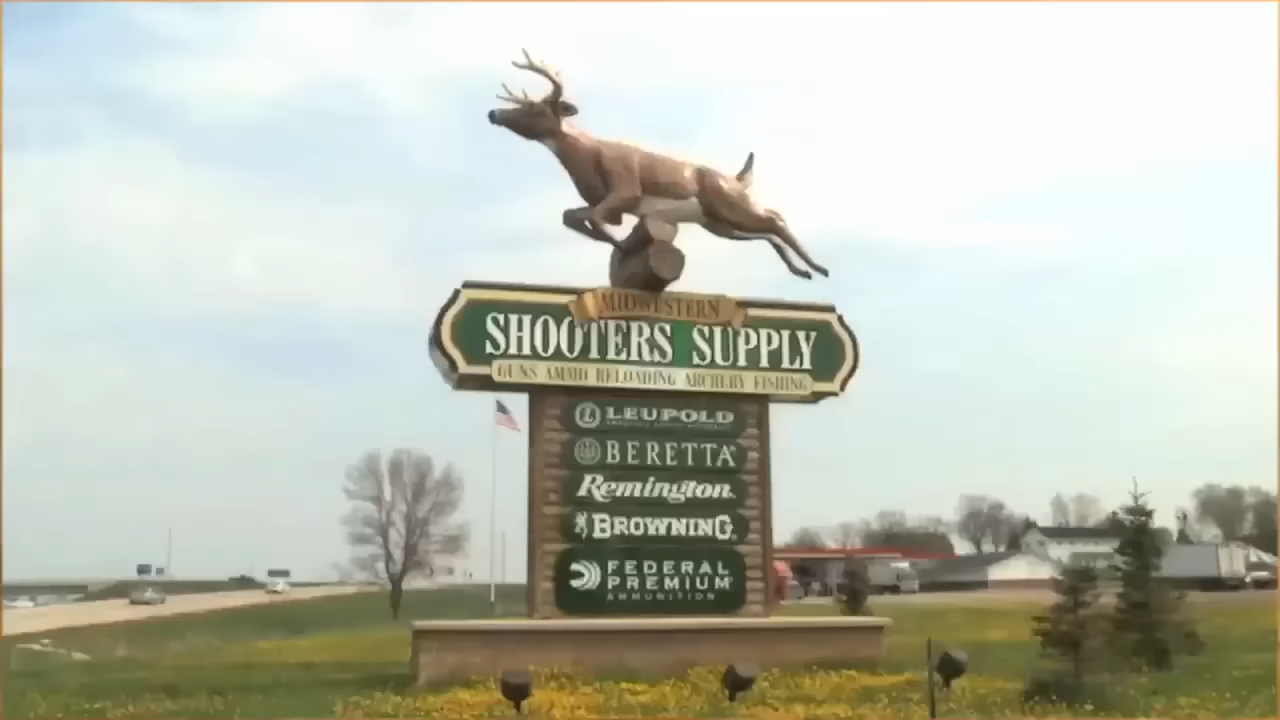 MIDWESTERN
SHOOTERS SUPPLY
GUNS AMMO RELOADING ARCHERY FISHING
LEUPOLD
BERETTA
Remington
BROWNING
FEDERAL
PREMIUM
AMMUNITION